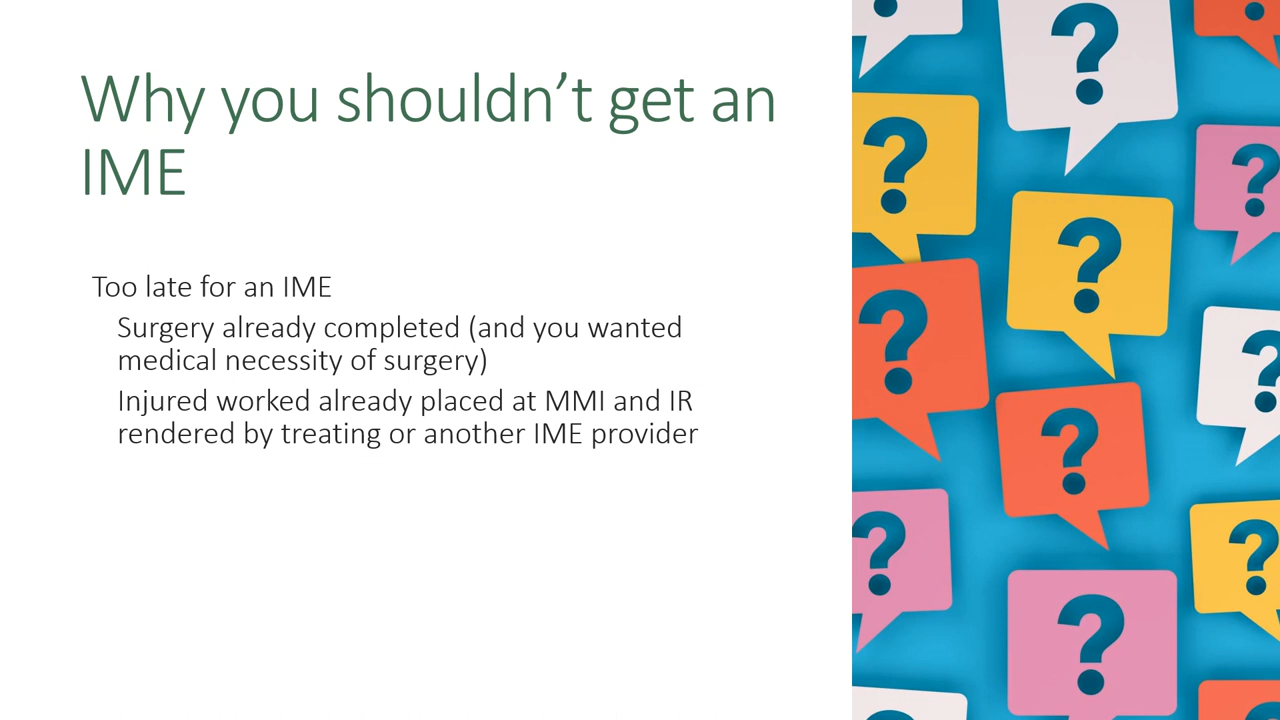 Why you shouldn’t get an
IME
Too late for an IME
Surgery already completed (and you wanted
medical necessity of surgery)
Injured worked already placed at MMI and IR
rendered by treating or another IME provider
?
?
?
?
?
?
?
?
?
?
?